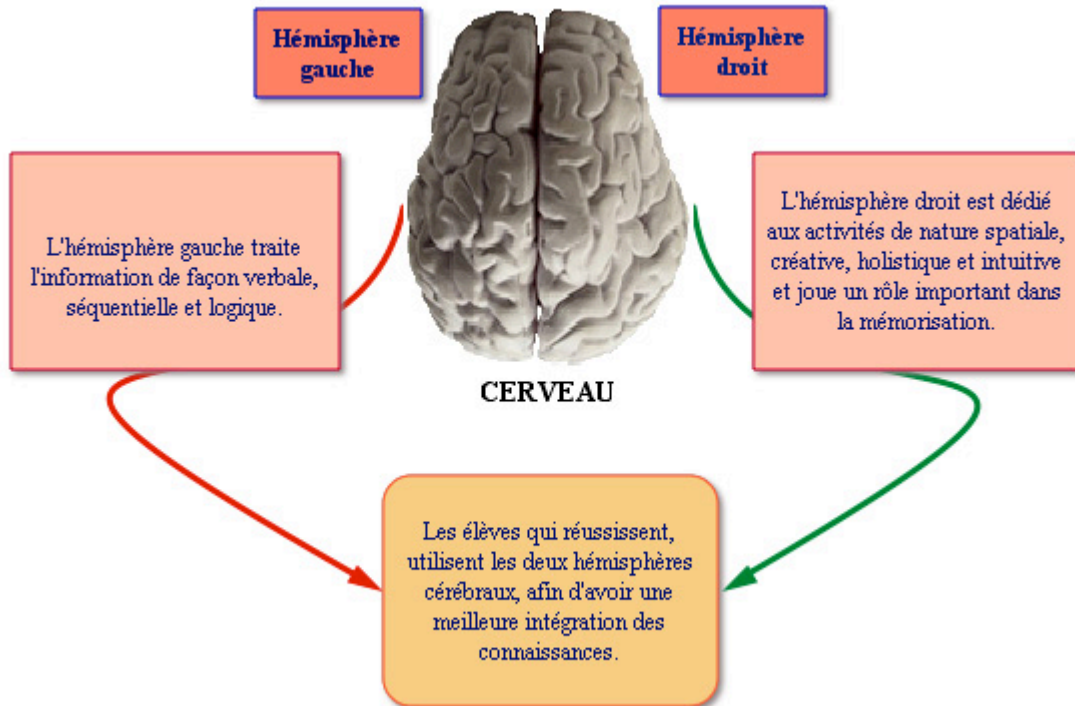 Hémisphère
gauche
Hémisphère
droit
L'hémisphère gauche traite
l'information de façon verbale,
séquentielle et logique.
L'hémisphère droit est dédié
aux activités de nature spatiale,
créative, holistique et intuitive
et joue un rôle important dans
la mémorisation.
CERVEAU
Les élèves qui réussissent,
utilisent les deux hémisphères
cérébraux, afin d'avoir une
meilleure intégration des
connaissances.